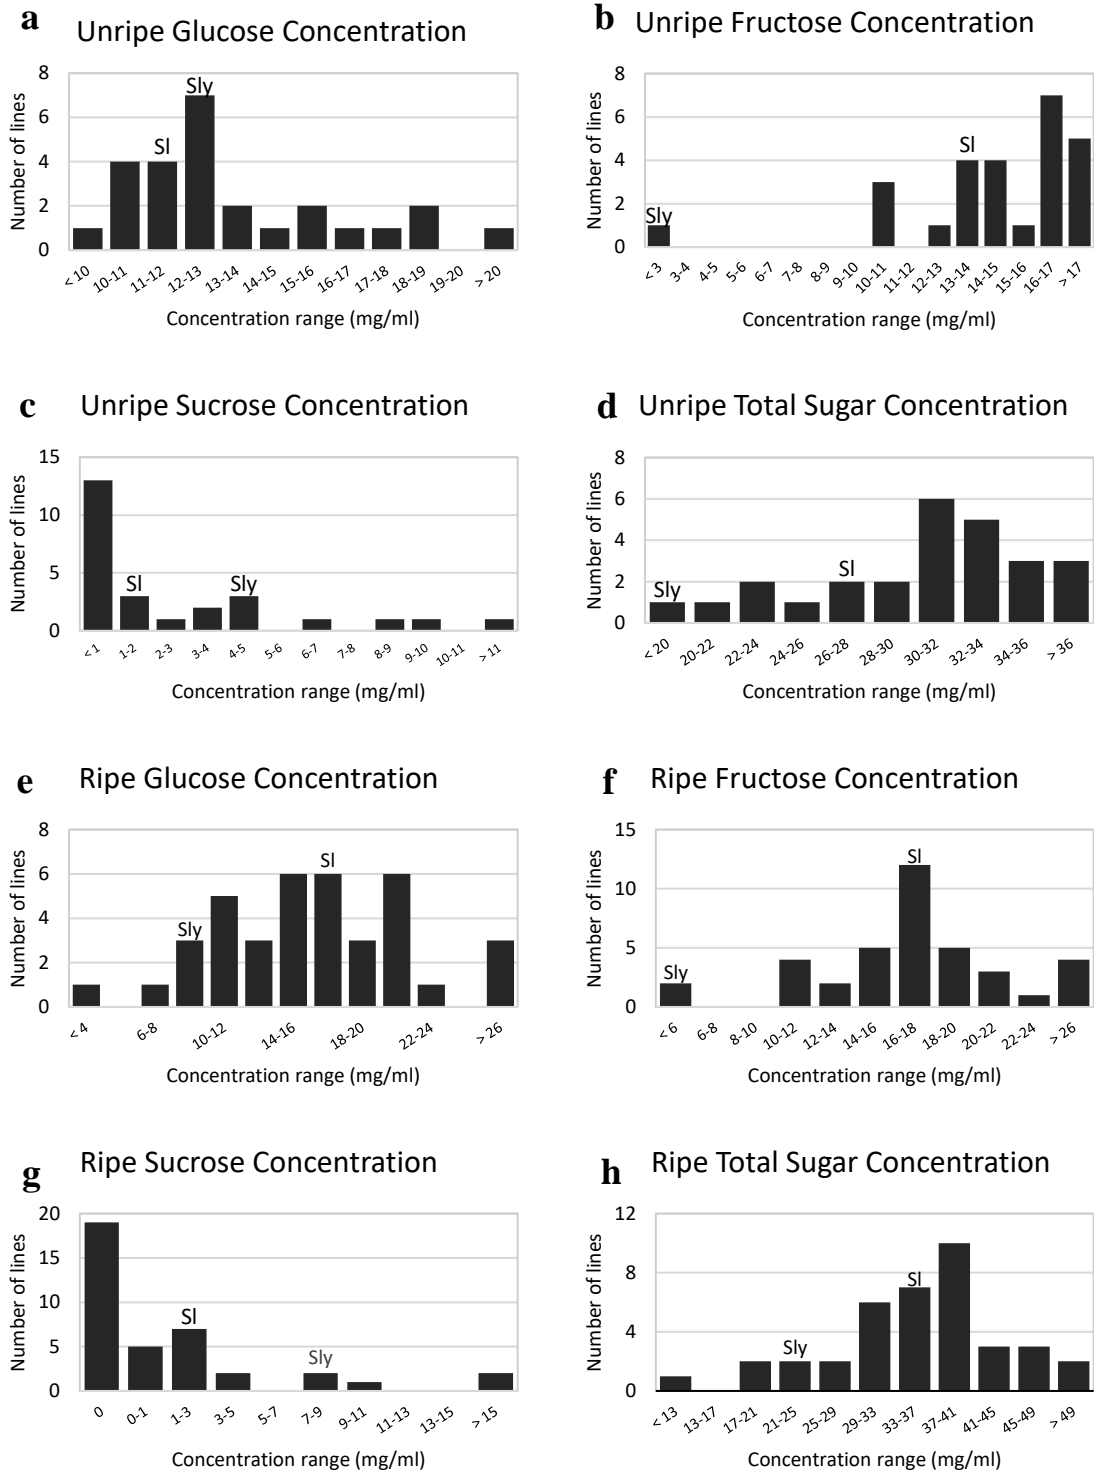 a Unripe Glucose Concentration
Number of lines
8
6
4
2
0
Sly
Sl
< 10 10-11 11-12 12-13 13-14 14-15 15-16 16-17 17-18 18-19 19-20 > 20
Concentration range (mg/ml)
b Unripe Fructose Concentration
Number of lines
8
6
4
2
0
Sly
Sl
< 3 3-4 4-5 5-6 6-7 7-8 8-9 9-10 10-11 11-12 12-13 13-14 14-15 15-16 16-17 > 17
Concentration range (mg/ml)
c Unripe Sucrose Concentration
Number of lines
15
10
5
0
Sl
Sly
< 1 1-2 2-3 3-4 4-5 5-6 6-7 7-8 8-9 9-10 10-11 > 11
Concentration range (mg/ml)
d Unripe Total Sugar Concentration
Number of lines
8
6
4
2
0
Sly
Sl
< 20 20-22 22-24 24-26 26-28 28-30 30-32 32-34 34-36 > 36
Concentration range (mg/ml)
e Ripe Glucose Concentration
Number of lines
8
6
4
2
0
Sly
Sl
< 4 6-8 10-12 14-16 18-20 22-24 > 26
Concentration range (mg/ml)
f Ripe Fructose Concentration
Number of lines
15
10
5
0
Sly
Sl
< 6 6-8 8-10 10-12 12-14 14-16 16-18 18-20 20-22 22-24 > 26
Concentration range (mg/ml)
g Ripe Sucrose Concentration
Number of lines
20
15
10
5
0
Sl
Sly
0 0-1 1-3 3-5 5-7 7-9 9-11 11-13 13-15 > 15
Concentration range (mg/ml)
h Ripe Total Sugar Concentration
Number of lines
12
8
4
0
Sly
Sl
< 13 13-17 17-21 21-25 25-29 29-33 33-37 37-41 41-45 45-49 > 49
Concentration range (mg/ml)